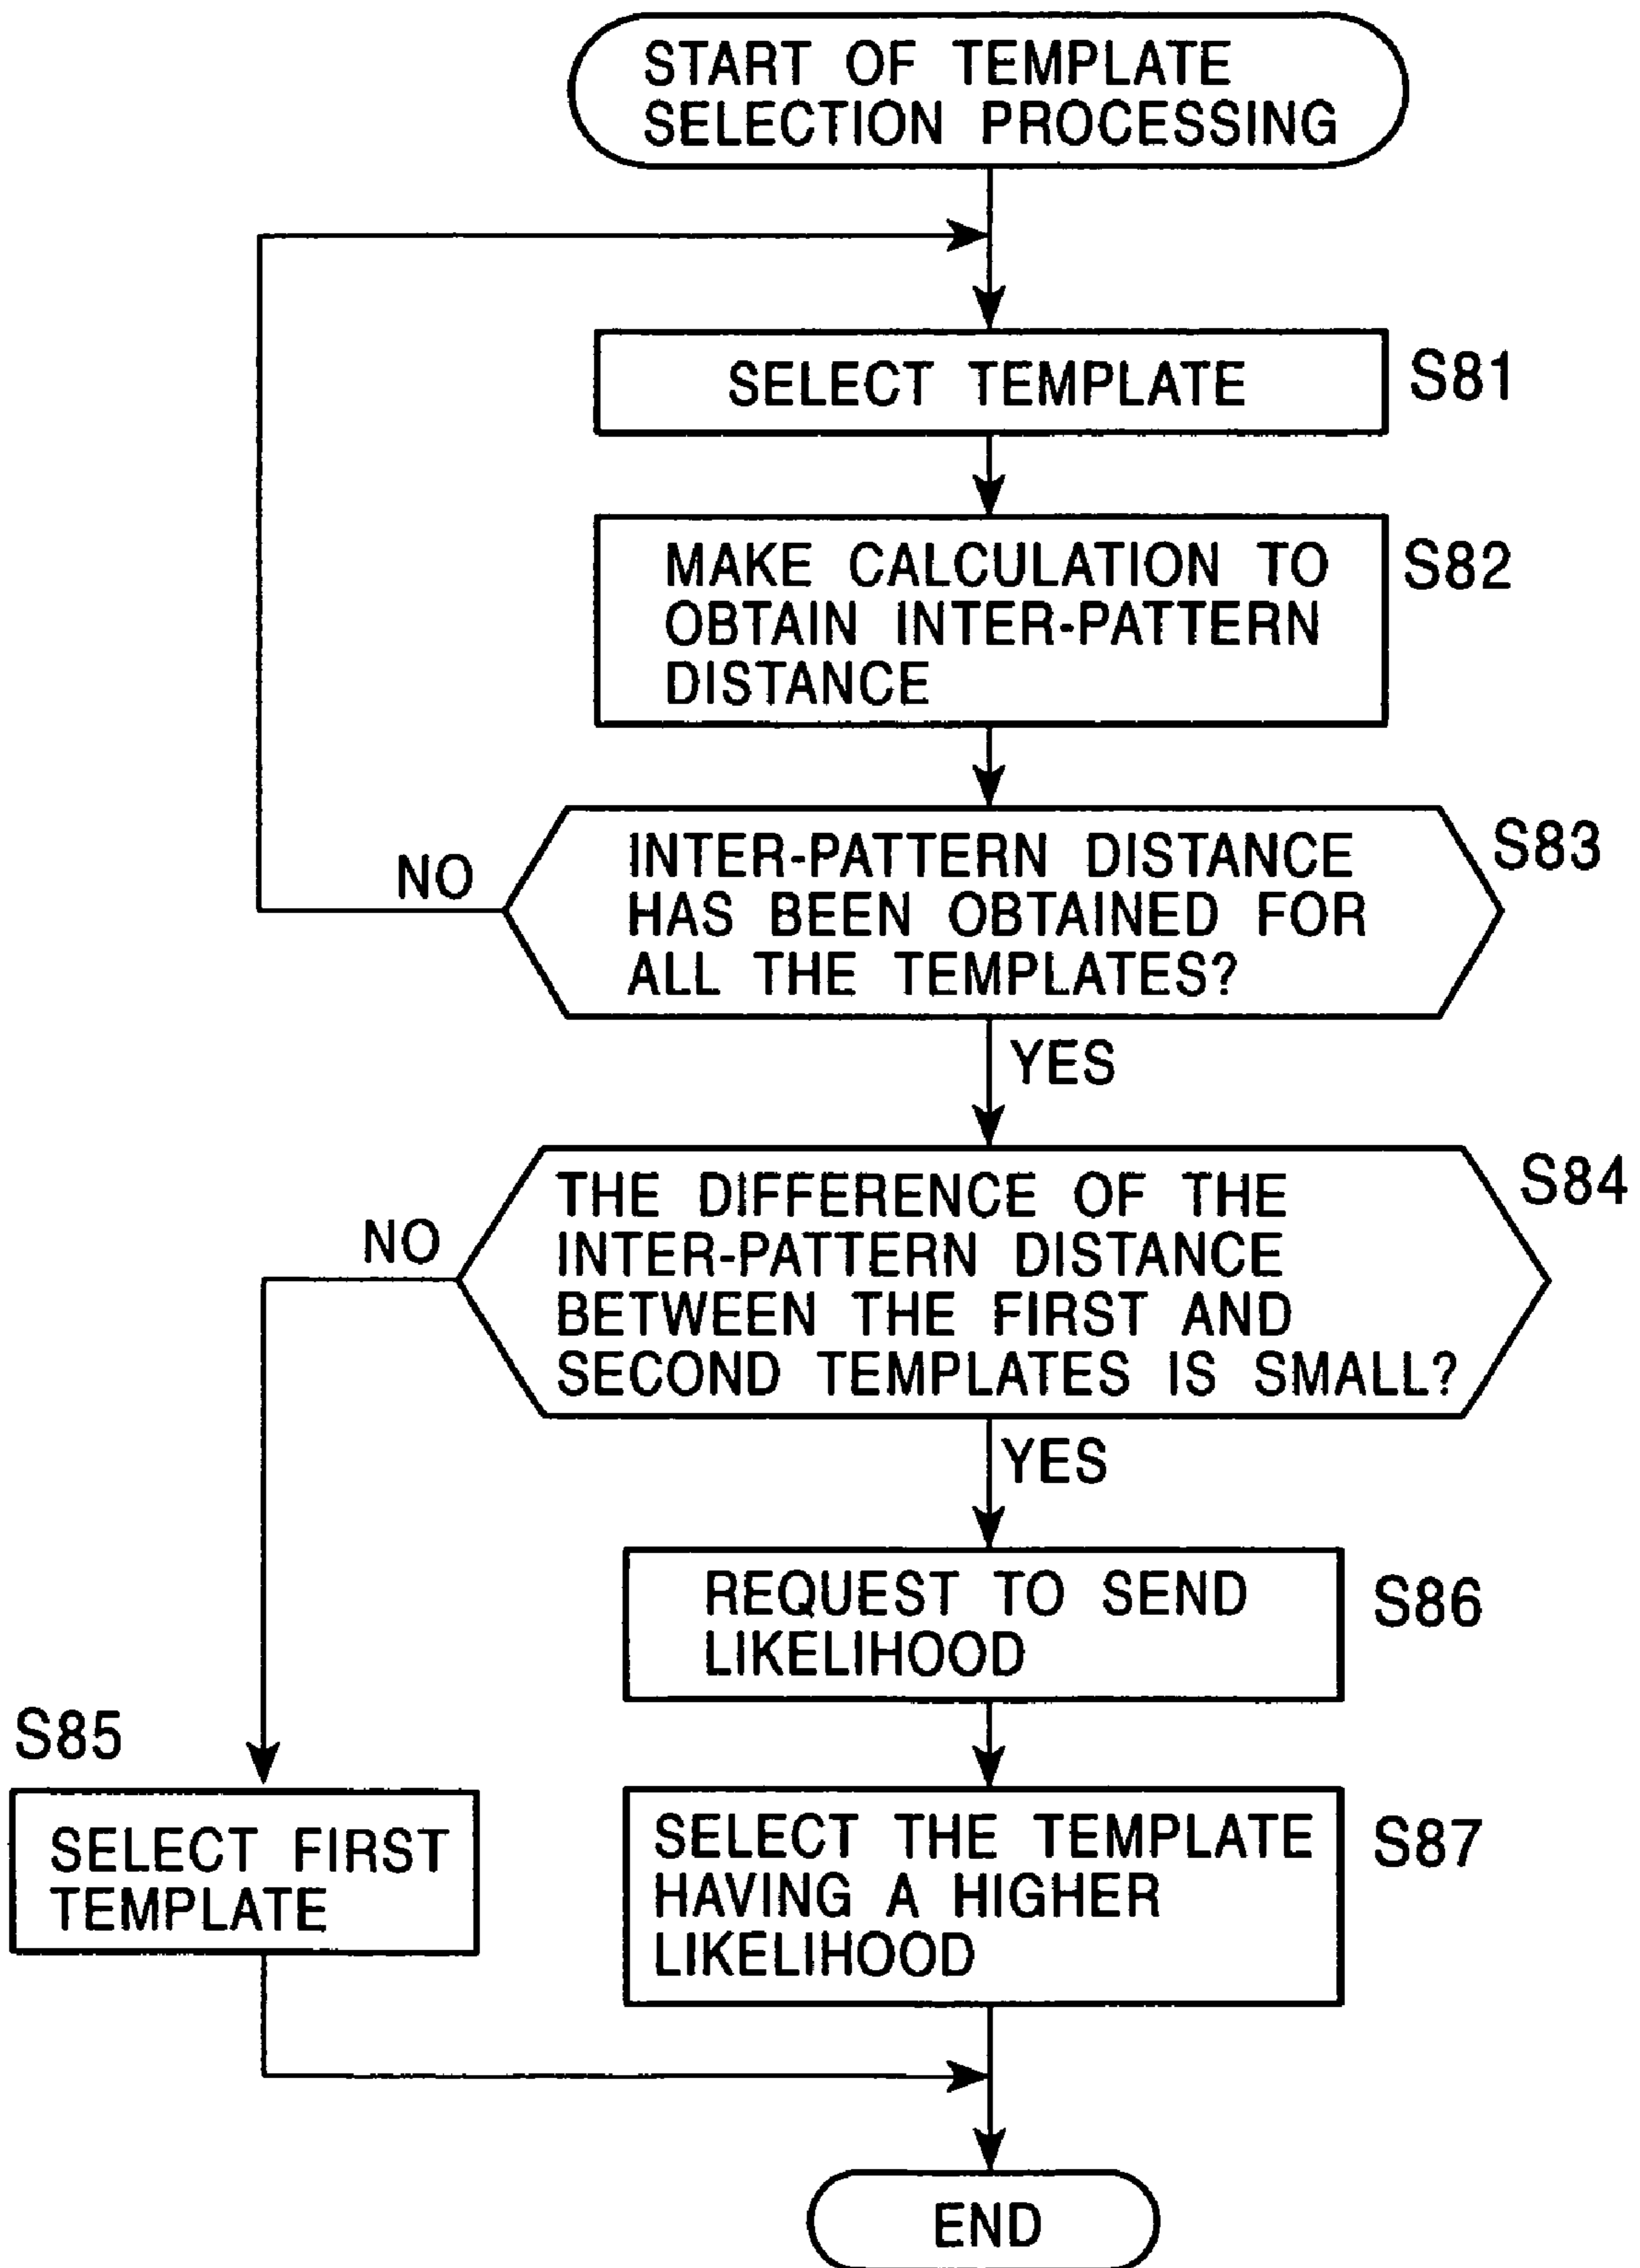 START OF TEMPLATE
SELECTION PROCESSING
SELECT TEMPLATE
S81
MAKE CALCULATION TO
OBTAIN INTER-PATTERN
DISTANCE
S82
INTER-PATTERN DISTANCE
HAS BEEN OBTAINED FOR
ALL THE TEMPLATES?
S83
NO
YES
THE DIFFERENCE OF THE
INTER-PATTERN DISTANCE
BETWEEN THE FIRST AND
SECOND TEMPLATES IS SMALL?
S84
NO
YES
REQUEST TO SEND
LIKELIHOOD
S86
S85
SELECT FIRST
TEMPLATE
SELECT THE TEMPLATE
HAVING A HIGHER
LIKELIHOOD
S87
END